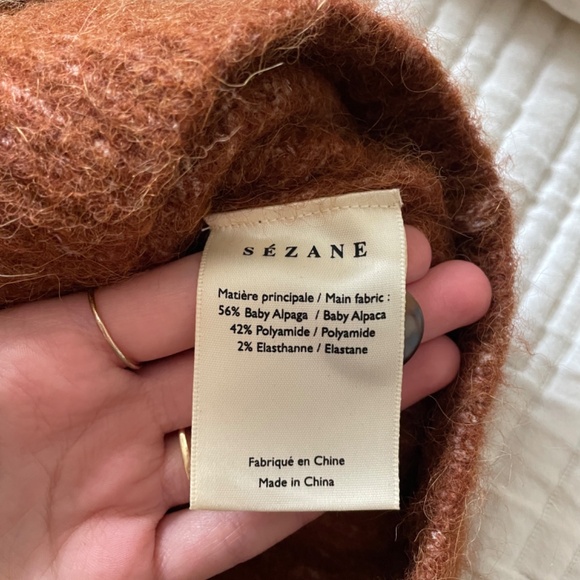 SÉZANE
Matière principale / Main fabric :
56% Baby Alpaga / Baby Alpaca
42% Polyamide / Polyamide
2% Elasthanne / Elastane
Fabriqué en Chine
Made in China